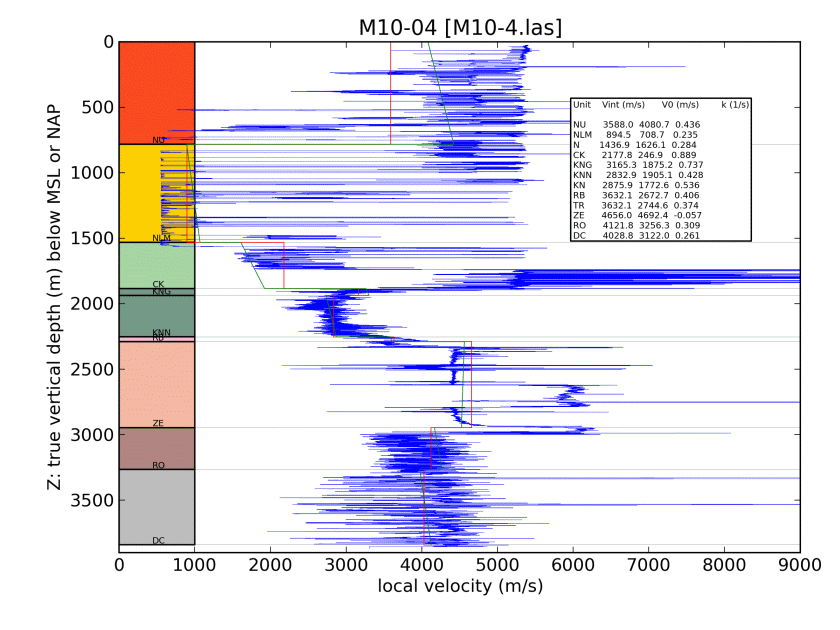 M10-04 [M10-4.las]
0
500
1000
1500
2000
2500
3000
3500
Z: true vertical depth (m) below MSL or NAP
NU
NLM
CK
KNG
KNN
RB
ZE
RO
DC
Unit Vint (m/s) V0 (m/s) k (1/s)
NU 3588.0 4080.7 0.436
NLM 894.5 708.7 0.235
N 1436.9 1626.1 0.284
CK 2177.8 246.9 0.889
KNG 3165.3 1875.2 0.737
KNN 2832.9 1905.1 0.428
KN 2875.9 1772.6 0.536
RB 3632.1 2672.7 0.406
TR 3632.1 2744.6 0.374
ZE 4656.0 4692.4 -0.057
RO 4121.8 3256.3 0.309
DC 4028.8 3122.0 0.261
0 1000 2000 3000 4000 5000 6000 7000 8000 9000
local velocity (m/s)